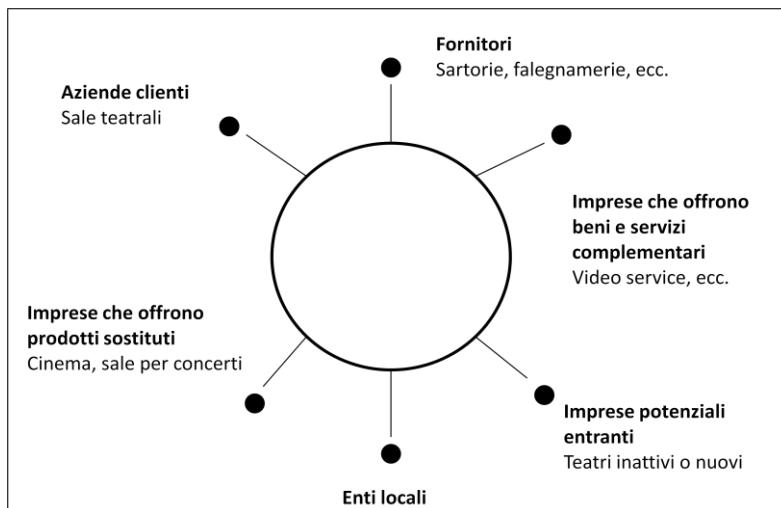 Fornitori
Sartorie, falegnamerie, ecc.
Aziende clienti
Sale teatrali
Imprese che offrono
beni e servizi
complementari
Video service, ecc.
Imprese che offrono
prodotti sostituti
Cinema, sale per concerti
Imprese potenziali
entranti
Teatri inattivi o nuovi
Enti locali